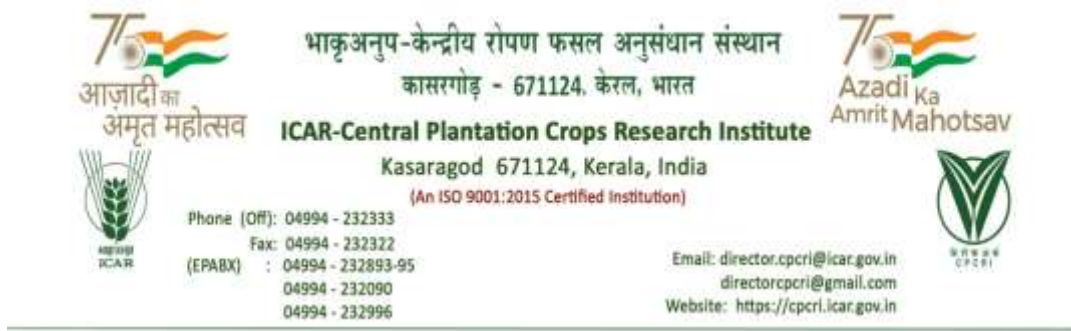 आज़ादी का
अमृत महोत्सव
भाकृअनुप-केन्द्रीय रोपण फसल अनुसंधान संस्थान
कासरगोड़ - 671124. केरल, भारत
ICAR-Central Plantation Crops Research Institute
Kasaragod 671124, Kerala, India
(An ISO 9001:2015 Certified Institution)
Azadi Ka
Amrit Mahotsav
ICAR
Phone (Off): 04994 - 232333
Fax: 04994 - 232322
(EPABX) : 04994 - 232893-95
04994 - 232090
04994 - 232996
Email: director.cpcri@icar.gov.in
directorcpcri@gmail.com
Website: https://cpcri.icar.gov.in
CPCRI